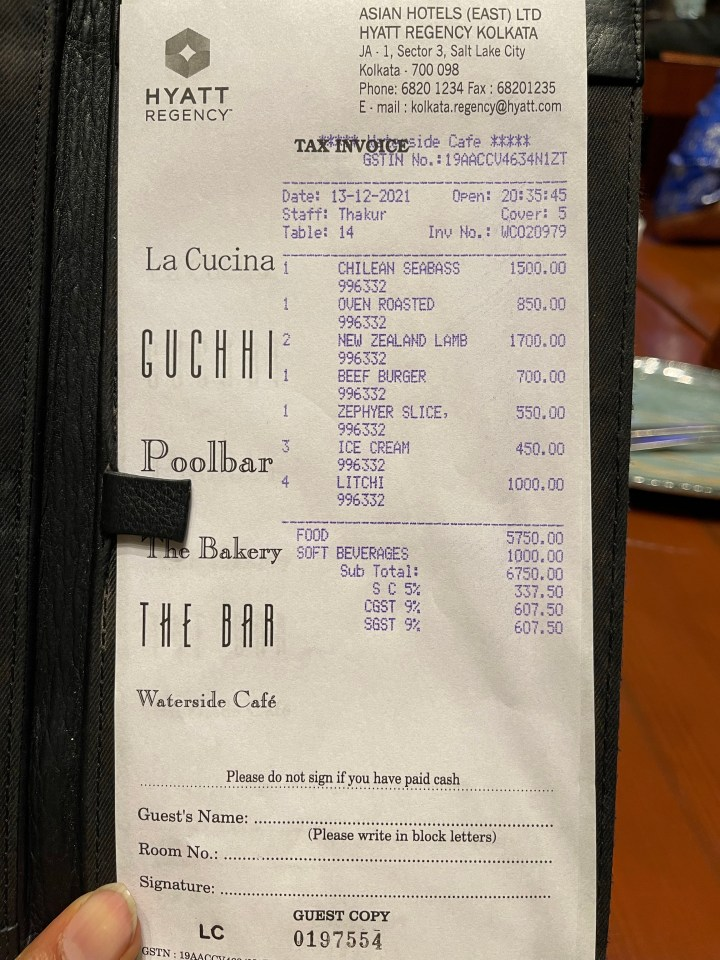 HYATT
REGENCY™
ASIAN HOTELS (EAST) LTD
HYATT REGENCY KOLKATA
JA - 1, Sector 3, Salt Lake City
Kolkata - 700 098
Phone: 6820 1234 Fax : 68201235
E - mail : kolkata.regency@hyatt.com
TAX INVOICE
***** Waterside Cafe *****
GSTIN No.:19AACCV4634N1ZT
Date: 13-12-2021 Open: 20:35:45
Staff: Thakur Cover: 5
Table: 14 Inv No.: WCO20979
La Cucina
GUCHHI
Poolbar
The Bakery
THE BAR
Waterside Café
1 CHILEAN SEABASS 1500.00
996332
1 OVEN ROASTED 850.00
996332
2 NEW ZEALAND LAMB 1700.00
996332
1 BEEF BURGER 700.00
996332
1 ZEPHYER SLICE, 550.00
996332
3 ICE CREAM 450.00
996332
4 LITCHI 1000.00
996332
FOOD 5750.00
SOFT BEVERAGES 1000.00
Sub Total: 6750.00
S C 5% 337.50
CGST 9% 607.50
SGST 9% 607.50
Please do not sign if you have paid cash
Guest's Name:
(Please write in block letters)
Room No.:
Signature:
LC
GUEST COPY
0197554
GSTN :